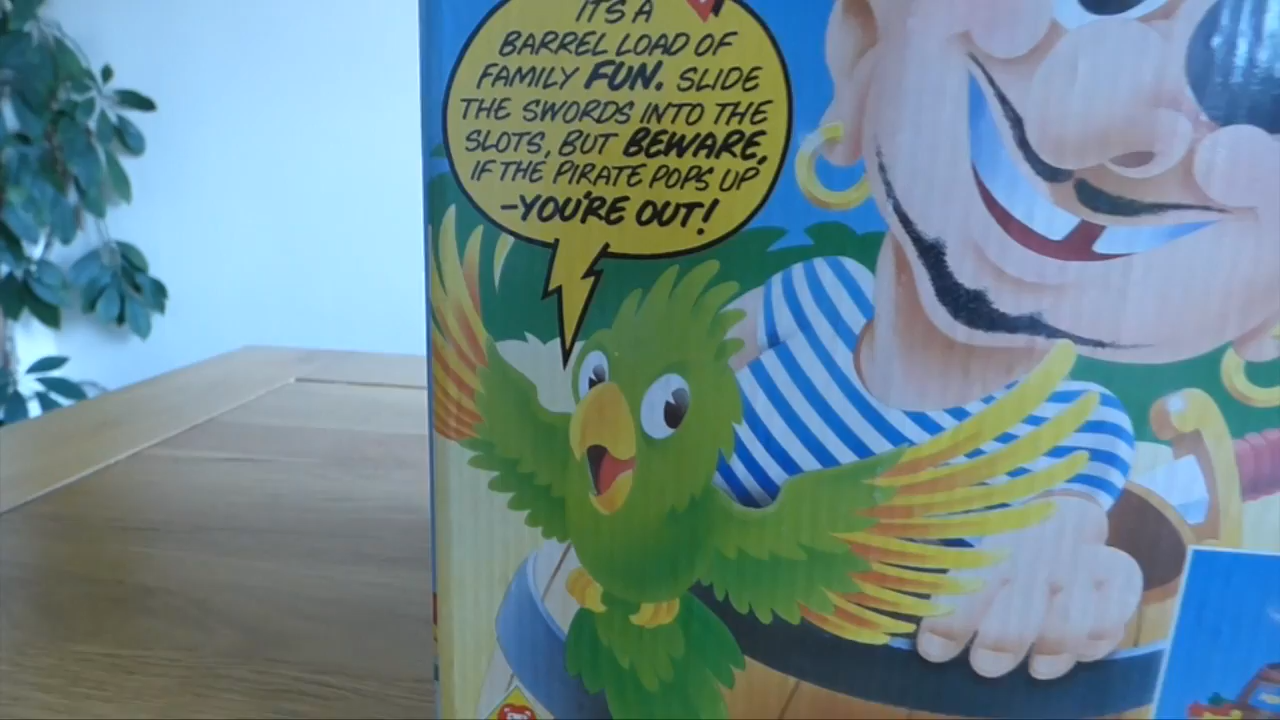 IT'S A
BARREL LOAD OF
FAMILY FUN. SLIDE
THE SWORDS INTO THE
SLOTS, BUT BEWARE,
IF THE PIRATE POPS UP
-YOU'RE OUT!